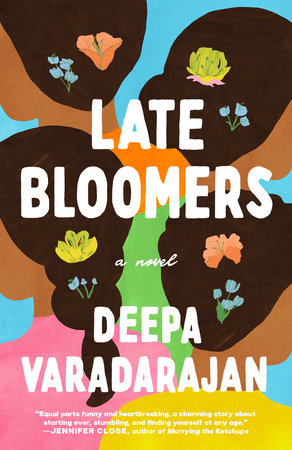 LATE
BLOOMERS
a novel
DEEPA
VARADARAJAN
"Equal parts funny and heartbreaking, a charming story about
starting over, stumbling, and finding yourself at any age."
—JENNIFER CLOSE, author of Marrying the Ketchups